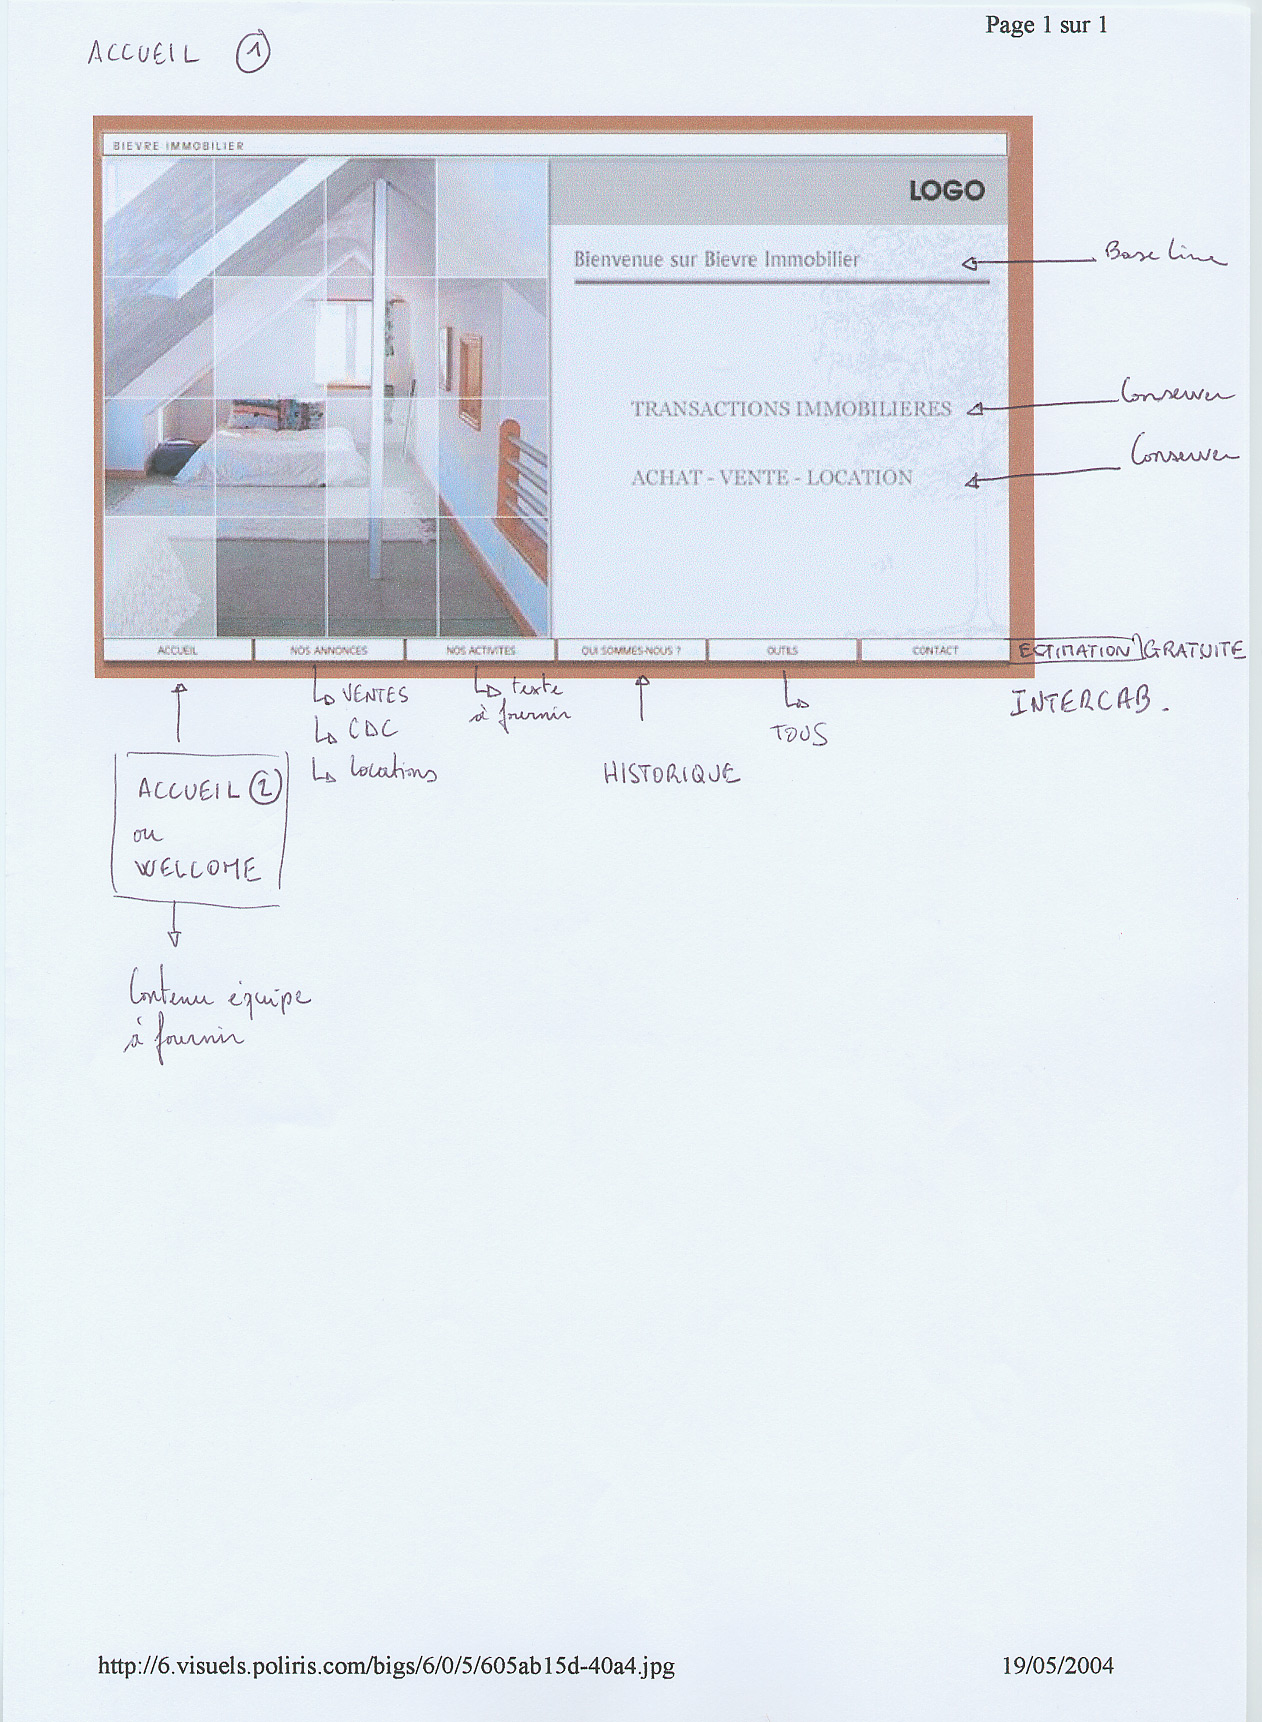 Page 1 sur 1
ACCUEIL 1
BIEVRE IMMOBILIER
LOGO
Bienvenue sur Bievre Immobilier
Base line
TRANSACTIONS IMMOBILIERES
Conserver
ACHAT - VENTE - LOCATION
Conserver
ACCUEIL
NOS ANNONCES
NOS ACTIVITES
QUI SOMMES-NOUS ?
OUTILS
CONTACT
ESTIMATION GRATUITE
INTERCAB.
VENTES
CDC
locations
texte
à fournir
HISTORIQUE
TOUS
ACCUEIL 2
ou
WELCOME
Contenu équipe
à fournir
http://6.visuels.poliris.com/bigs/6/0/5/605ab15d-40a4.jpg
19/05/2004